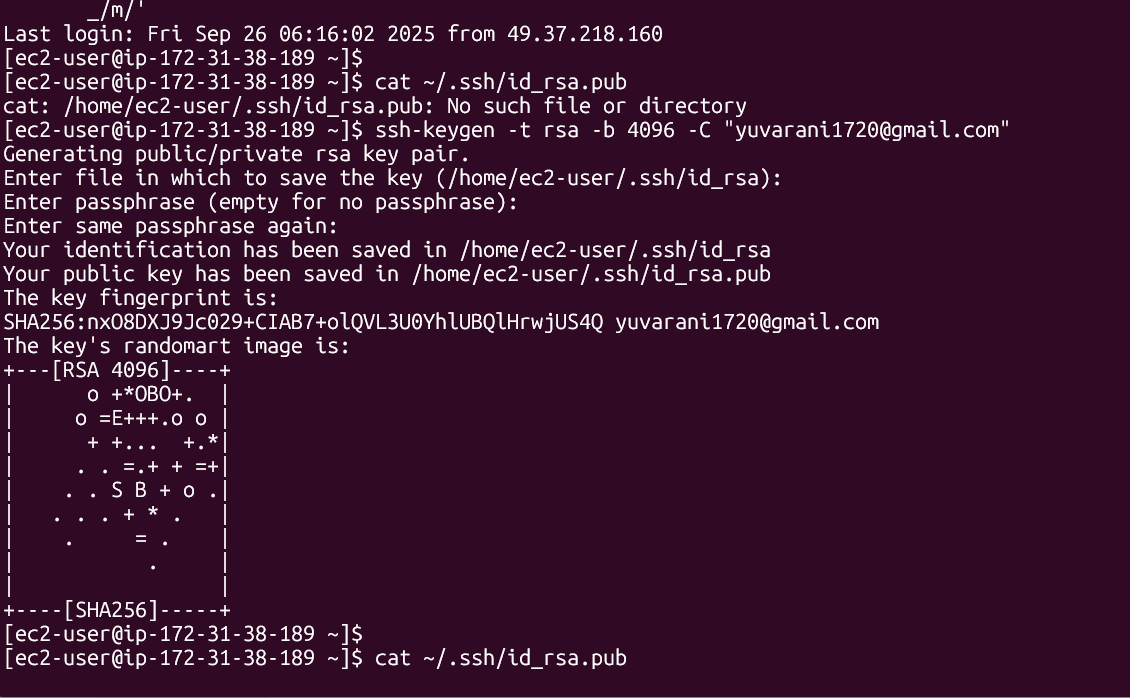 _/m/'
Last login: Fri Sep 26 06:16:02 2025 from 49.37.218.160
[ec2-user@ip-172-31-38-189 ~]$
[ec2-user@ip-172-31-38-189 ~]$ cat ~/.ssh/id_rsa.pub
cat: /home/ec2-user/.ssh/id_rsa.pub: No such file or directory
[ec2-user@ip-172-31-38-189 ~]$ ssh-keygen -t rsa -b 4096 -C "yuvarani1720@gmail.com"
Generating public/private rsa key pair.
Enter file in which to save the key (/home/ec2-user/.ssh/id_rsa):
Enter passphrase (empty for no passphrase):
Enter same passphrase again:
Your identification has been saved in /home/ec2-user/.ssh/id_rsa
Your public key has been saved in /home/ec2-user/.ssh/id_rsa.pub
The key fingerprint is:
SHA256:nxO8DXJ9Jc029+CIAB7+olQVL3U0YhlUBQlHrwjUS4Q yuvarani1720@gmail.com
The key's randomart image is:
+---[RSA 4096]----+
|      o +*OBO+.  |
|     o =E+++.o o |
|      + +...  +.*|
|     . . =.+ + =+|
|    . . S B + o .|
|   . . . + * .   |
|    .     = .    |
|           .     |
|                 |
+----[SHA256]-----+
[ec2-user@ip-172-31-38-189 ~]$
[ec2-user@ip-172-31-38-189 ~]$ cat ~/.ssh/id_rsa.pub